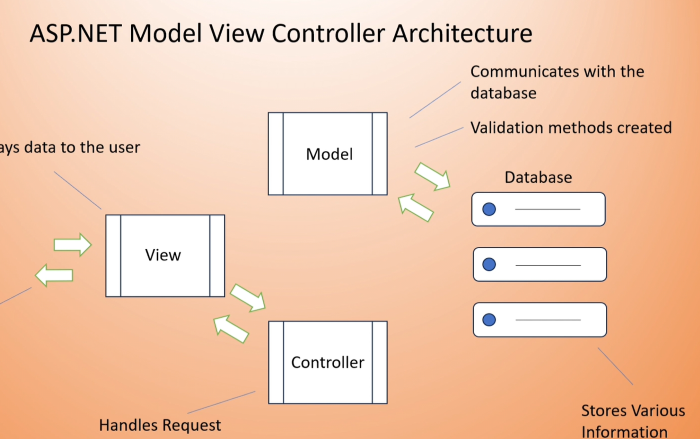 ASP.NET Model View Controller Architecture
Communicates with the
database
Validation methods created
Model
data to the user
Database
View
Controller
Handles Request
Stores Various
Information